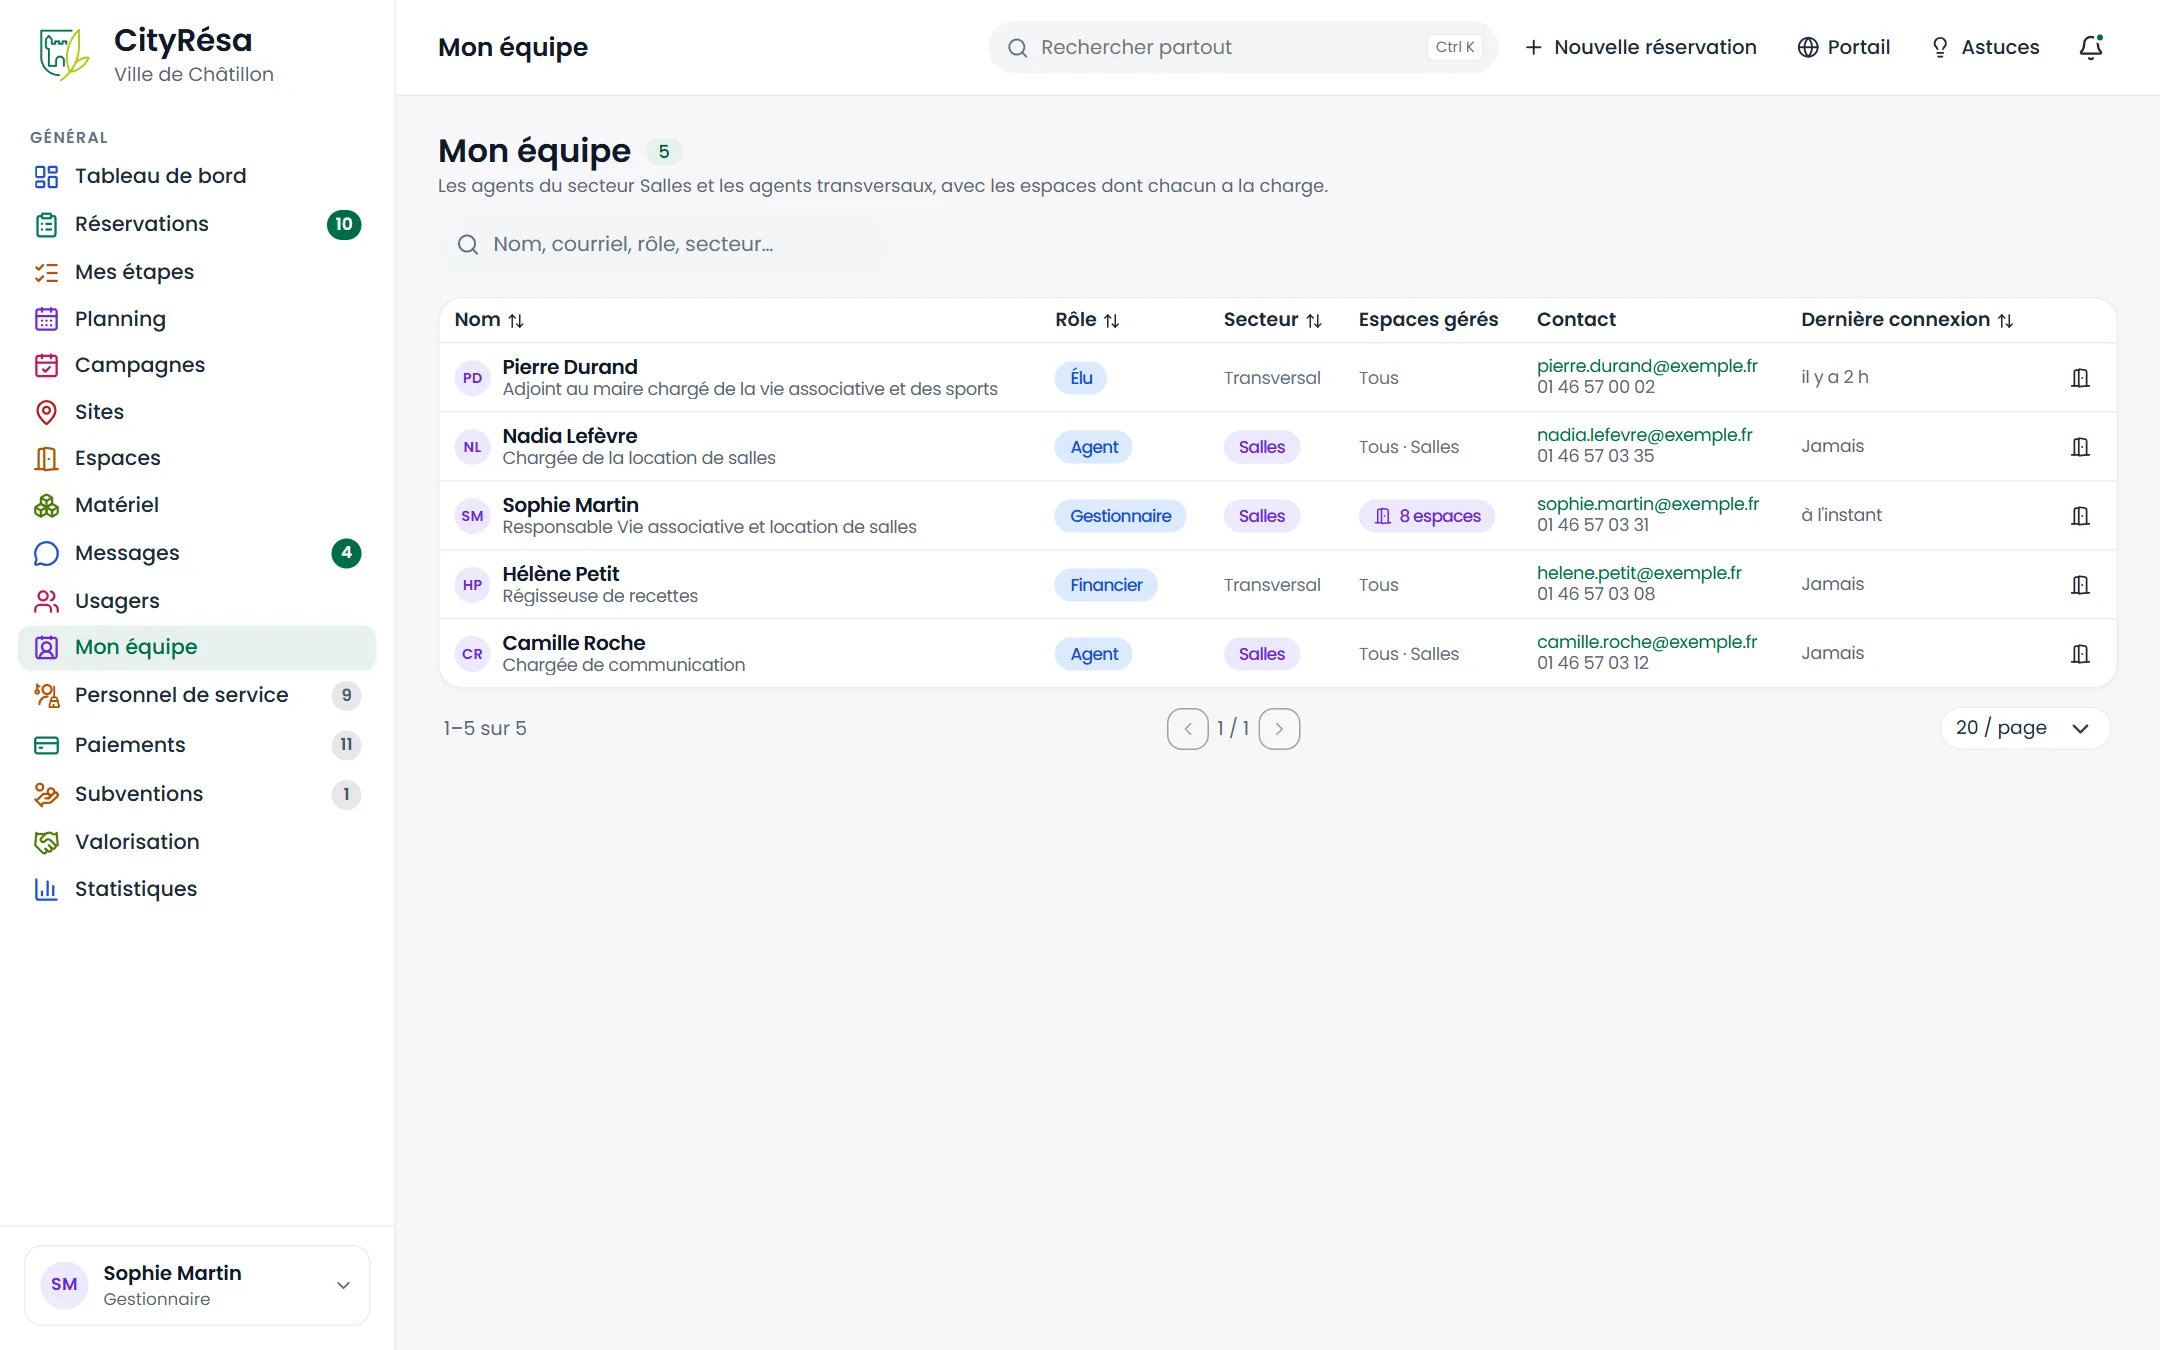 CityRésa
Ville de Châtillon
GÉNÉRAL
Tableau de bord
Réservations 10
Mes étapes
Planning
Campagnes
Sites
Espaces
Matériel
Messages 4
Usagers
Mon équipe
Personnel de service 9
Paiements 11
Subventions 1
Valorisation
Statistiques
SM
Sophie Martin
Gestionnaire
Mon équipe
Rechercher partout Ctrl K
Nouvelle réservation
Portail
Astuces
Mon équipe 5
Les agents du secteur Salles et les agents transversaux, avec les espaces dont chacun a la charge.
Nom, courriel, rôle, secteur...
Nom Rôle Secteur Espaces gérés Contact Dernière connexion
PD Pierre Durand
Adjoint au maire chargé de la vie associative et des sports
Élu Transversal Tous
pierre.durand@exemple.fr
01 46 57 00 02
il y a 2 h
NL Nadia Lefèvre
Chargée de la location de salles
Agent Salles Tous · Salles
nadia.lefevre@exemple.fr
01 46 57 03 35
Jamais
SM Sophie Martin
Responsable Vie associative et location de salles
Gestionnaire Salles 8 espaces
sophie.martin@exemple.fr
01 46 57 03 31
à l'instant
HP Hélène Petit
Régisseuse de recettes
Financier Transversal Tous
helene.petit@exemple.fr
01 46 57 03 08
Jamais
CR Camille Roche
Chargée de communication
Agent Salles Tous · Salles
camille.roche@exemple.fr
01 46 57 03 12
Jamais
1–5 sur 5
1 / 1
20 / page